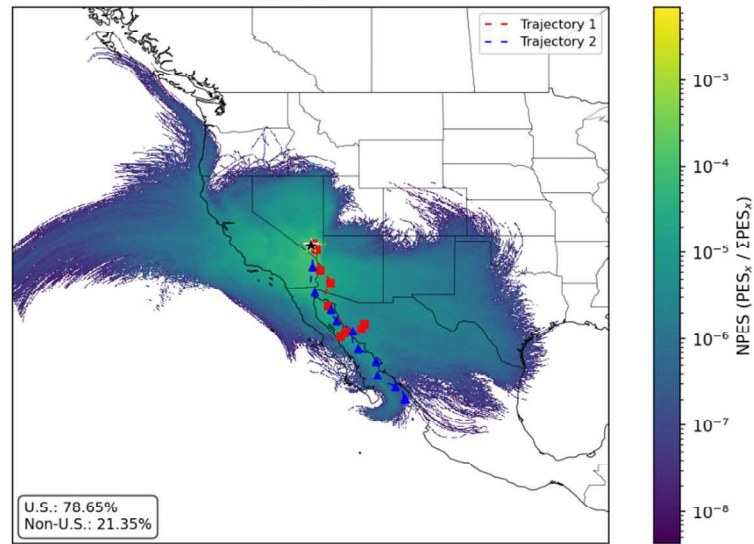 Trajectory 1
Trajectory 2
U.S.: 78.65%
Non-U.S.: 21.35%
10⁻³
10⁻⁴
10⁻⁵
10⁻⁶
10⁻⁷
10⁻⁸
NPES (PESₓ / ΣPESₓ)